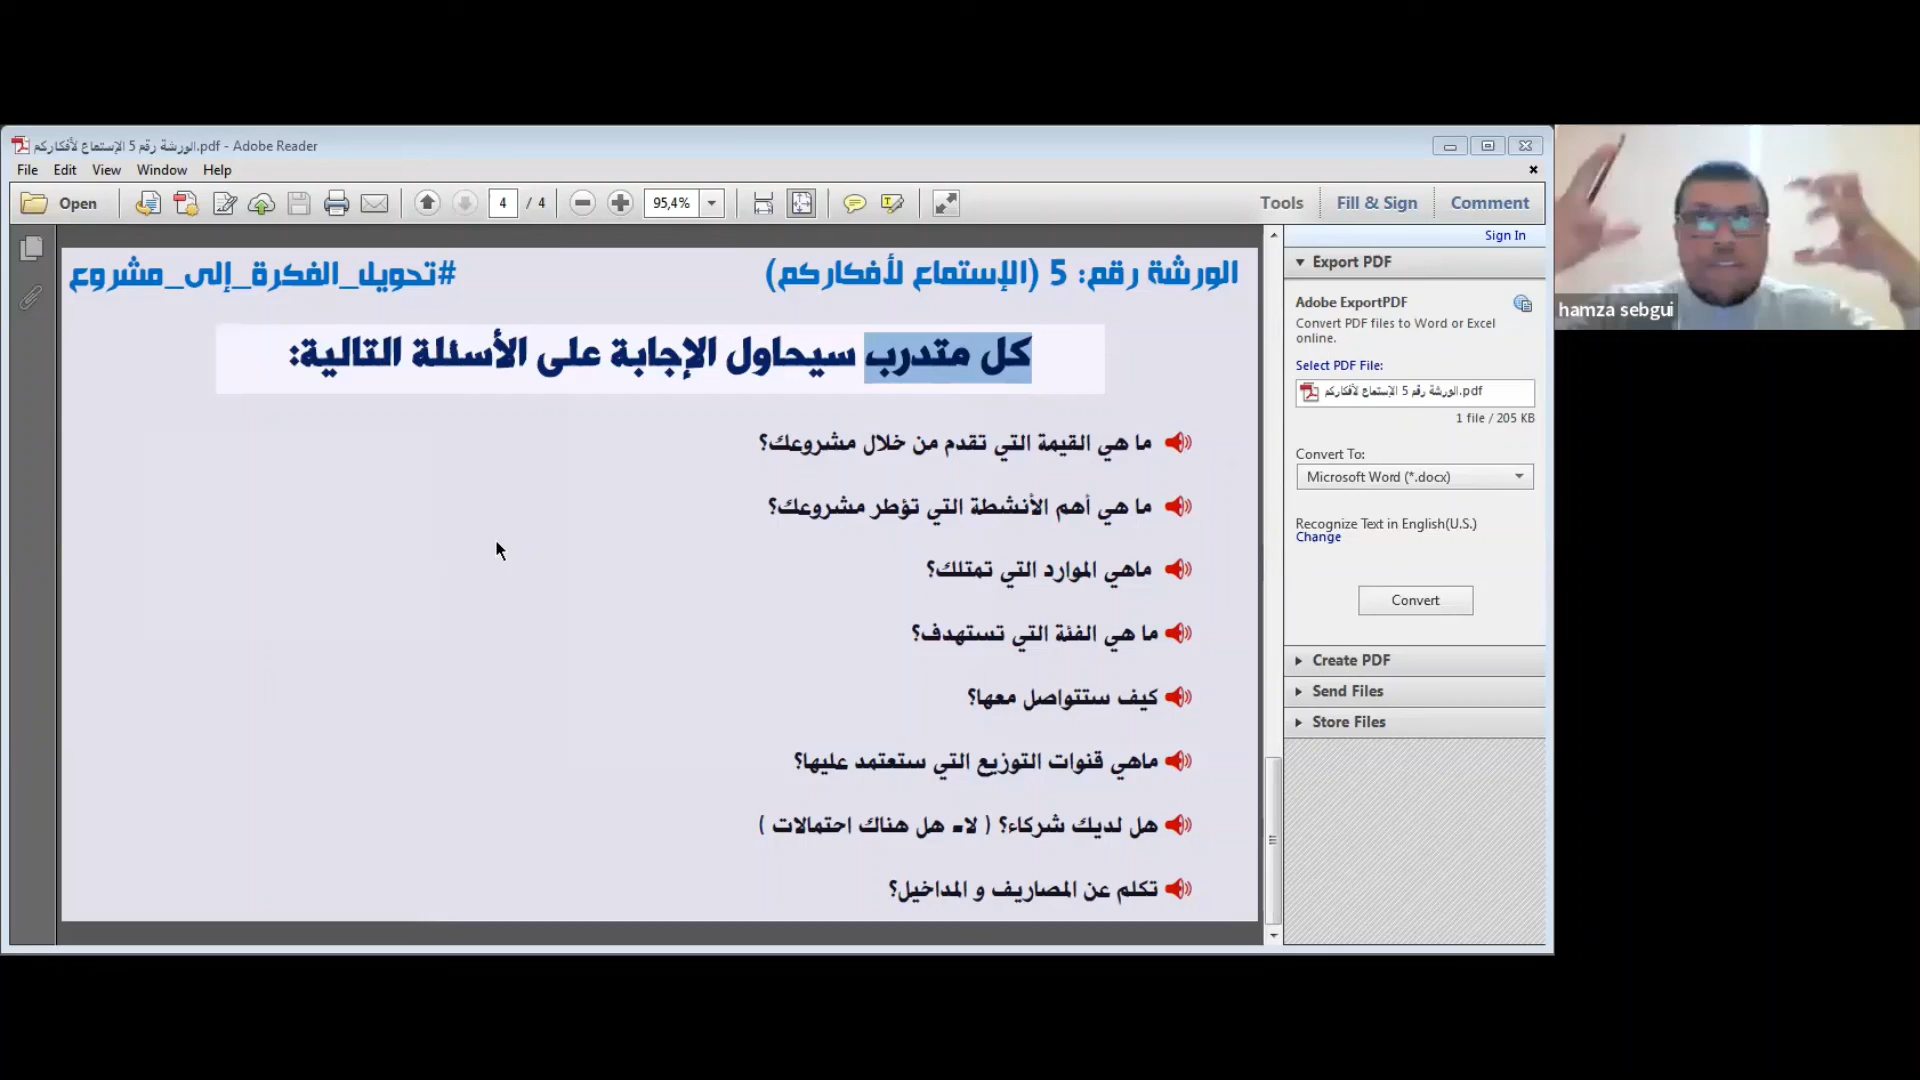 الورشة رقم 5 الإستماع لأفكاركم.pdf - Adobe Reader
File Edit View Window Help
Open 4 / 4 95,4% Tools Fill & Sign Comment
Sign In
الورشة رقم: 5 (الإستماع لأفكاركم) #تحويل_الفكرة_إلى_مشروع
كل متدرب سيحاول الإجابة على الأسئلة التالية:
ما هي القيمة التي تقدم من خلال مشروعك؟
ما هي أهم الأنشطة التي تؤطر مشروعك؟
ماهي الموارد التي تمتلك؟
ما هي الفئة التي تستهدف؟
كيف ستتواصل معها؟
ماهي قنوات التوزيع التي ستعتمد عليها؟
هل لديك شركاء؟ ( لا- هل هناك احتمالات )
تكلم عن المصاريف و المداخيل؟
Export PDF
Adobe ExportPDF
Convert PDF files to Word or Excel
online.
Select PDF File:
الورشة رقم 5 الإستماع لأفكاركم.pdf
1 file / 205 KB
Convert To:
Microsoft Word (*.docx)
Recognize Text in English(U.S.)
Change
Convert
Create PDF
Send Files
Store Files
hamza sebgui